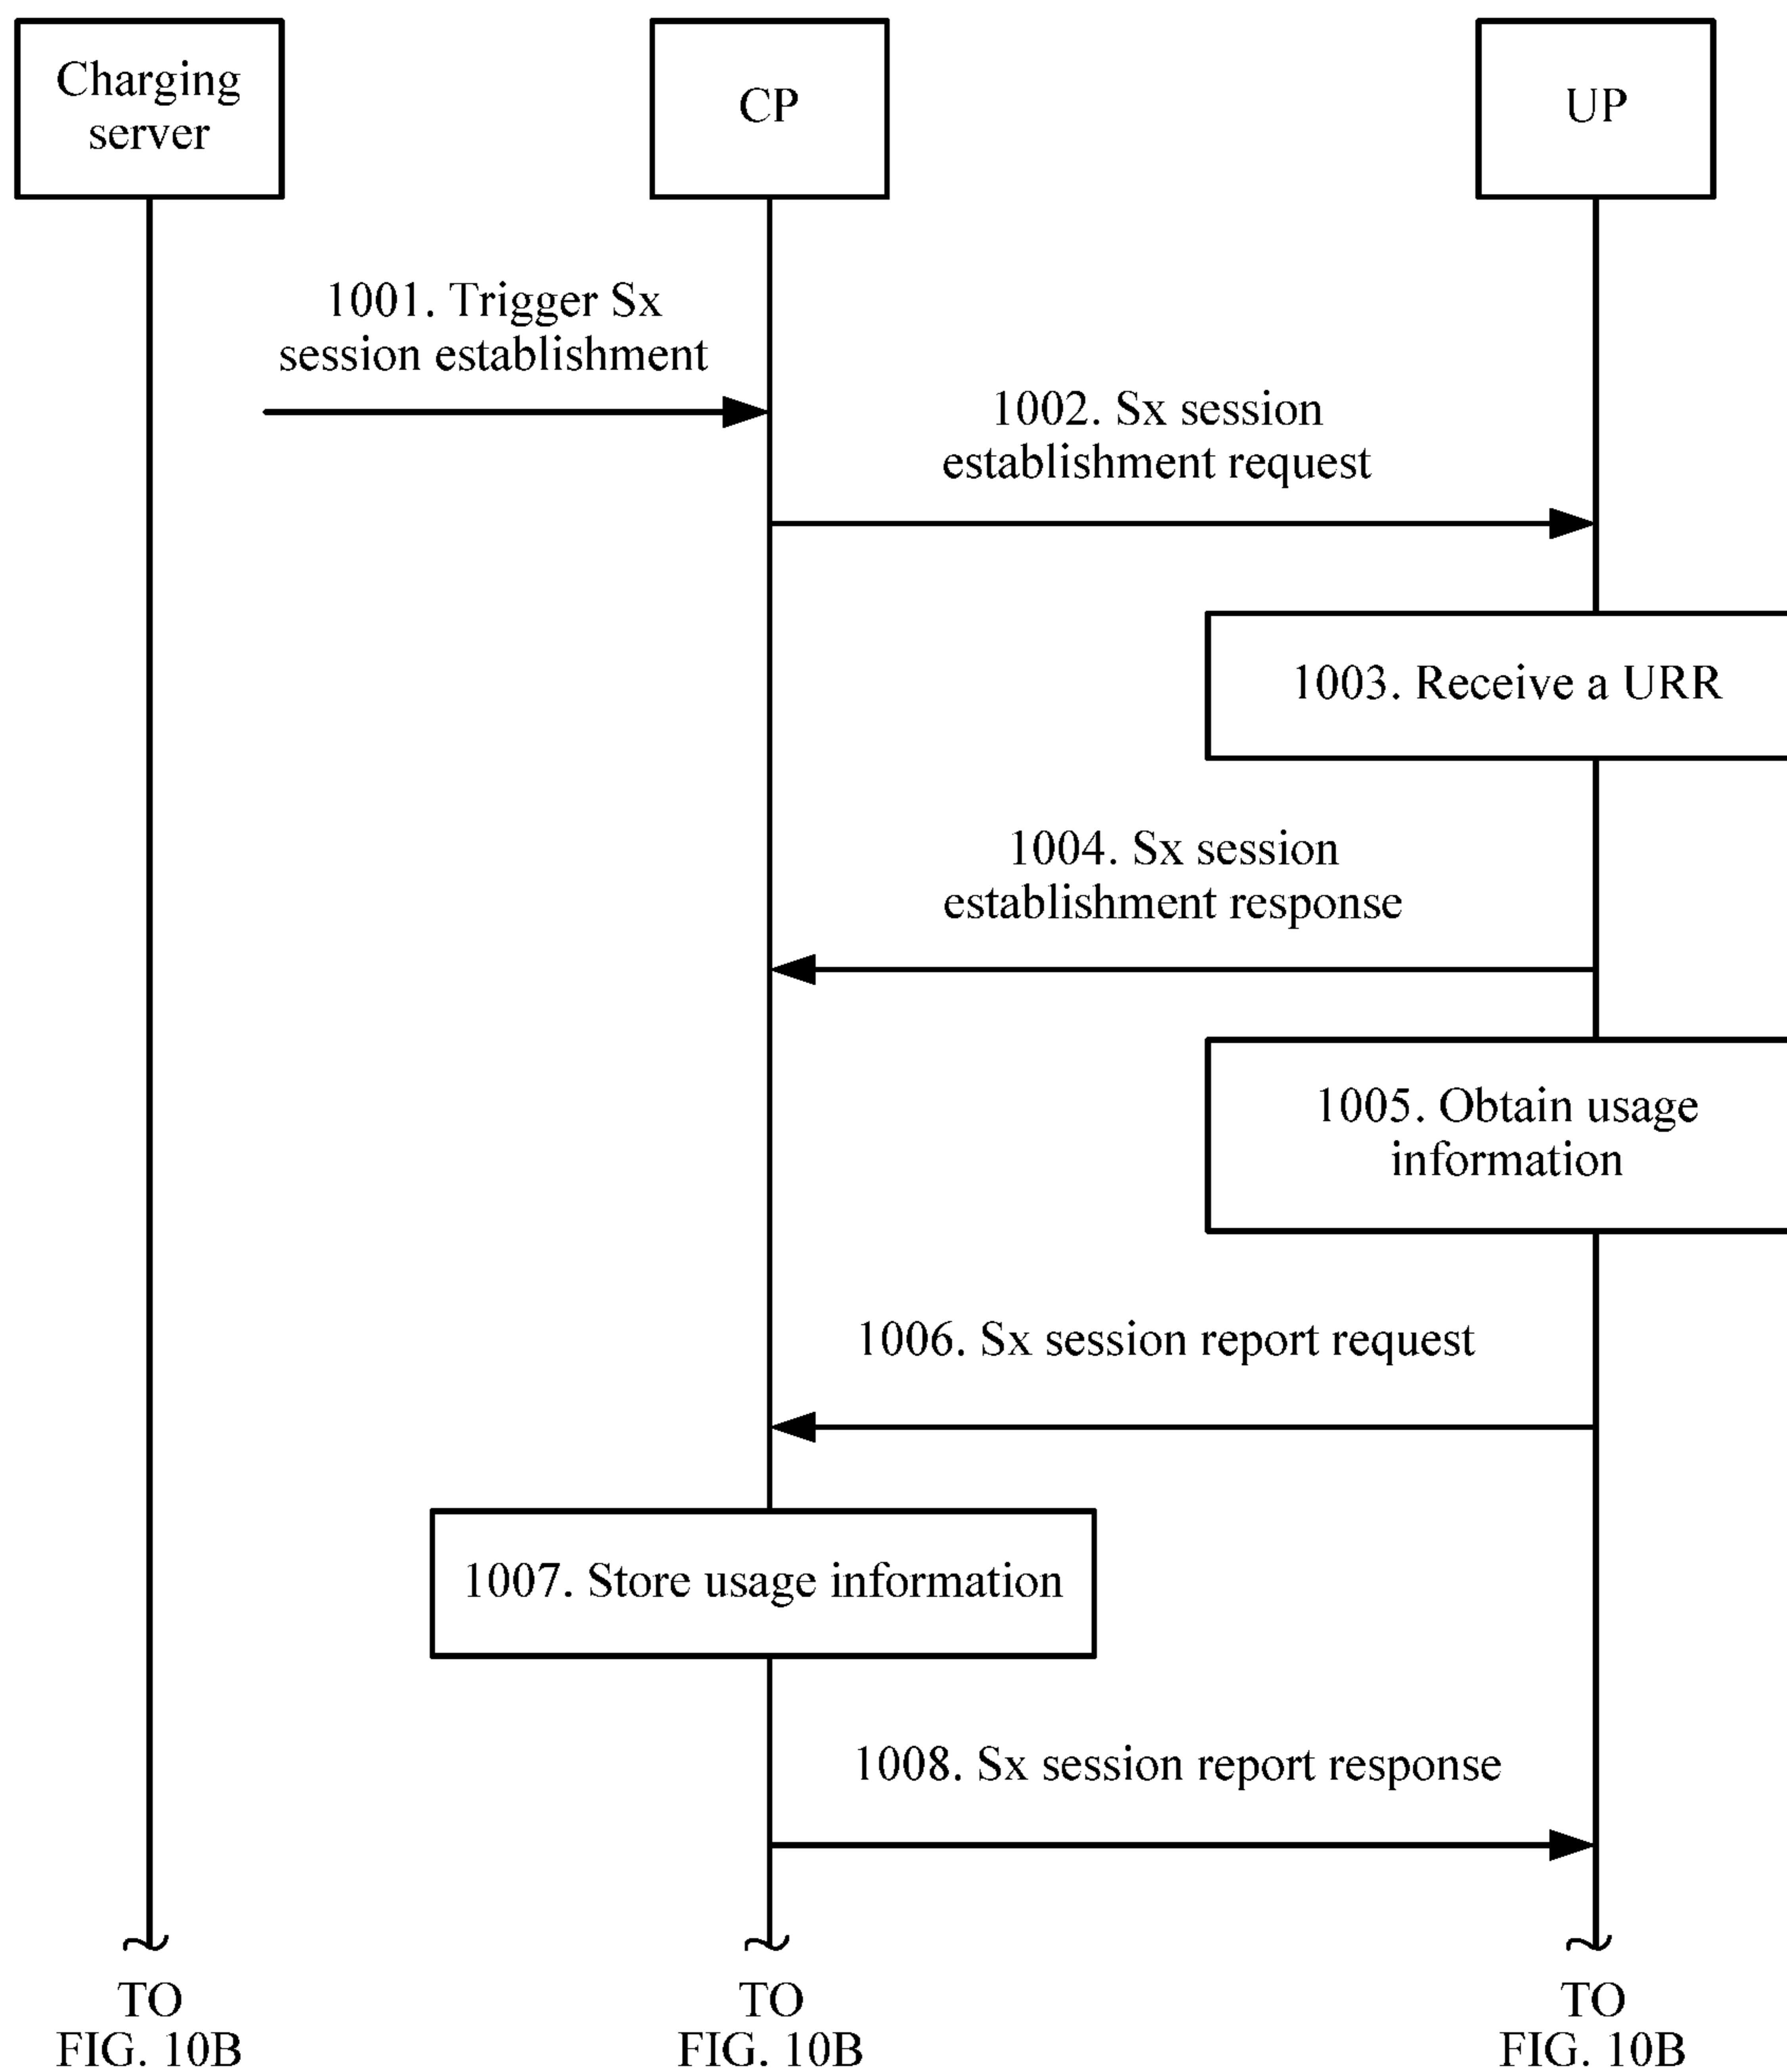 Charging
server
CP
UP
1001. Trigger Sx
session establishment
1002. Sx session
establishment request
1003. Receive a URR
1004. Sx session
establishment response
1005. Obtain usage
information
1006. Sx session report request
1007. Store usage information
1008. Sx session report response
TO
FIG. 10B
TO
FIG. 10B
TO
FIG. 10B